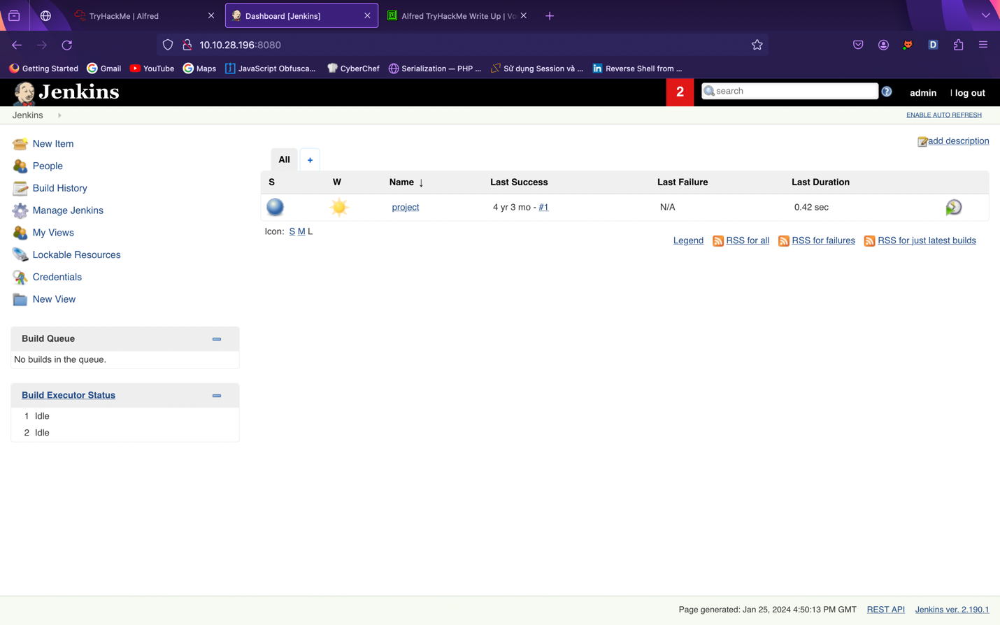 TryHackMe | Alfred
Dashboard [Jenkins]
Alfred TryHackMe Write Up | Vo
10.10.28.196:8080
Getting Started
Gmail
YouTube
Maps
JavaScript Obfusca...
CyberChef
Serialization — PHP ...
Sử dụng Session và ...
Reverse Shell from ...
Jenkins
2
search
admin
| log out
Jenkins
ENABLE AUTO REFRESH
New Item
People
Build History
Manage Jenkins
My Views
Lockable Resources
Credentials
New View
Build Queue
No builds in the queue.
Build Executor Status
1 Idle
2 Idle
add description
All +
S W Name ↓ Last Success Last Failure Last Duration
project 4 yr 3 mo - #1 N/A 0.42 sec
Icon: S M L
Legend RSS for all RSS for failures RSS for just latest builds
Page generated: Jan 25, 2024 4:50:13 PM GMT REST API Jenkins ver. 2.190.1